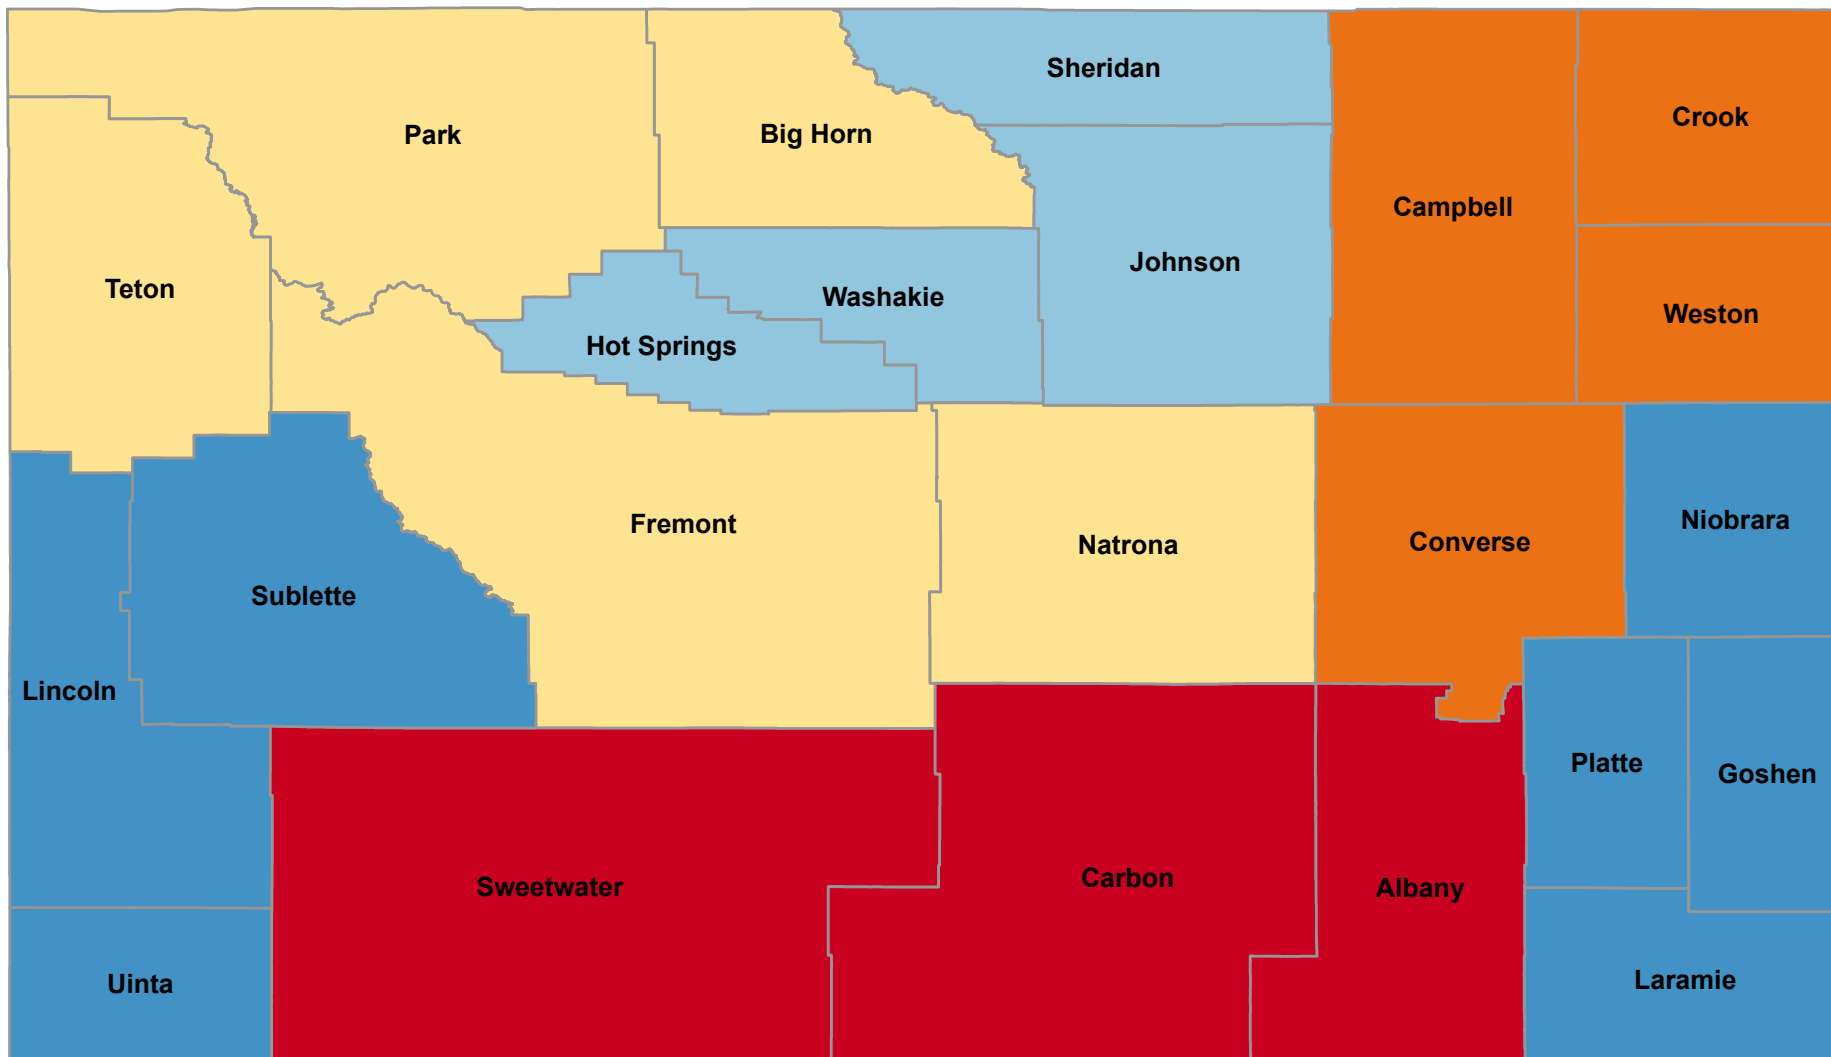 Sheridan
Crook
Park
Big Horn
Campbell
Johnson
Teton
Washakie
Weston
Hot Springs
Niobrara
Fremont
Converse
Natrona
Sublette
Lincoln
Platte
Goshen
Carbon
Sweetwater
Albany
Laramie
Uinta